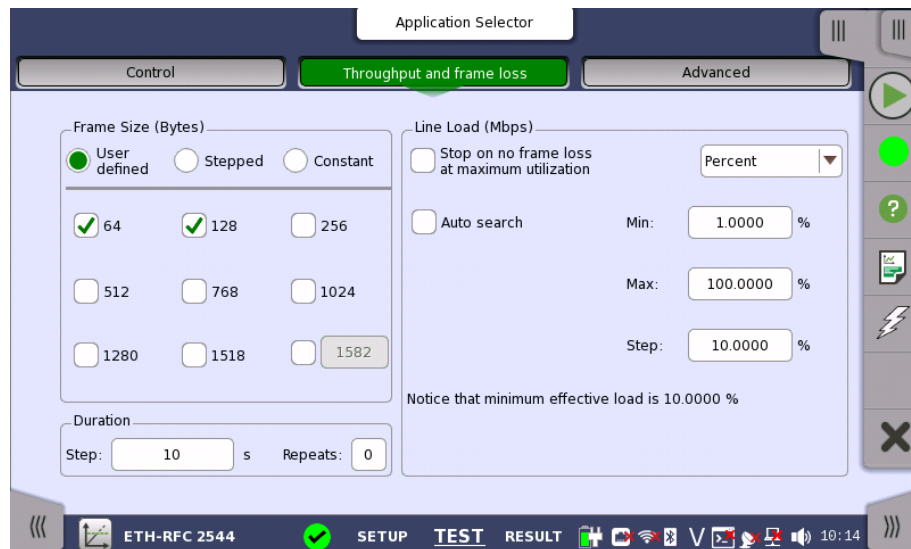 Application Selector
Control
Throughput and frame loss
Advanced
Frame Size (Bytes)
User
defined
Stepped
Constant
64
128
256
512
768
1024
1280
1518
1582
Duration
Step:
10
s
Repeats:
0
Line Load (Mbps)
Stop on no frame loss
at maximum utilization
Percent
Auto search
Min:
1.0000
%
Max:
100.0000
%
Step:
10.0000
%
Notice that minimum effective load is 10.0000 %
ETH-RFC 2544
SETUP
TEST
RESULT
10:14